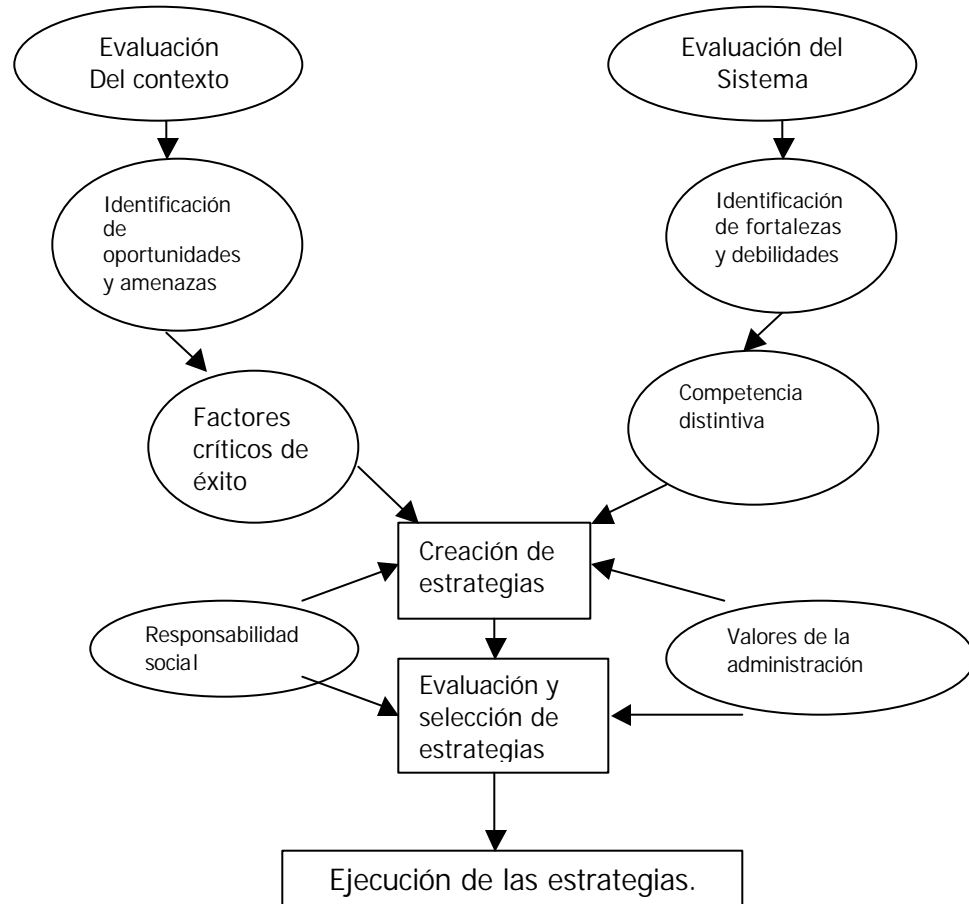 Evaluación
Del contexto
Evaluación del
Sistema
Identificación
de
oportunidades
y amenazas
Identificación
de fortalezas
y debilidades
Factores
críticos de
éxito
Competencia
distintiva
Creación de
estrategias
Responsabilidad
social
Valores de la
administración
Evaluación y
selección de
estrategias
Ejecución de las estrategias.